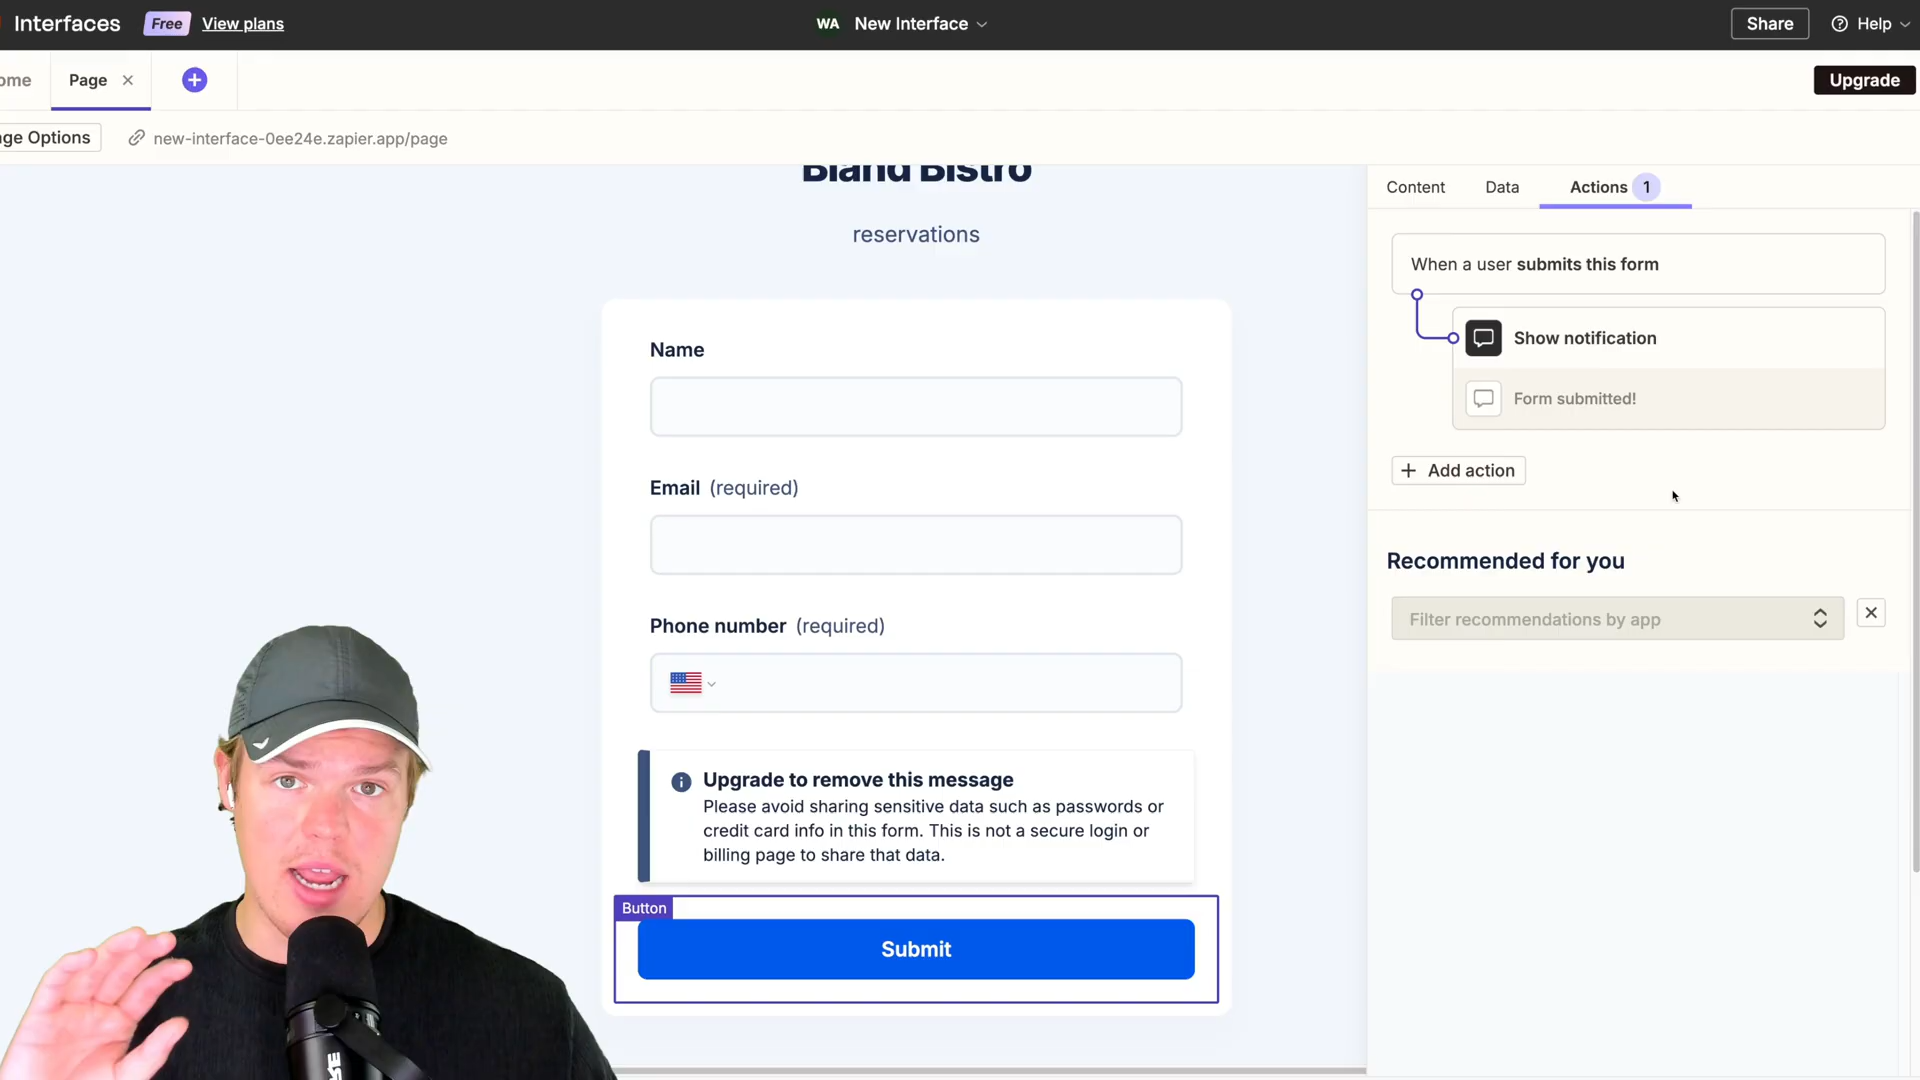 Interfaces Free View plans WA New Interface Share Help
ome Page Upgrade
ge Options new-interface-0ee24e.zapier.app/page
Bland Bistro
reservations
Name
Email (required)
Phone number (required)
Upgrade to remove this message
Please avoid sharing sensitive data such as passwords or
credit card info in this form. This is not a secure login or
billing page to share that data.
Button
Submit
Content Data Actions 1
When a user submits this form
Show notification
Form submitted!
Add action
Recommended for you
Filter recommendations by app